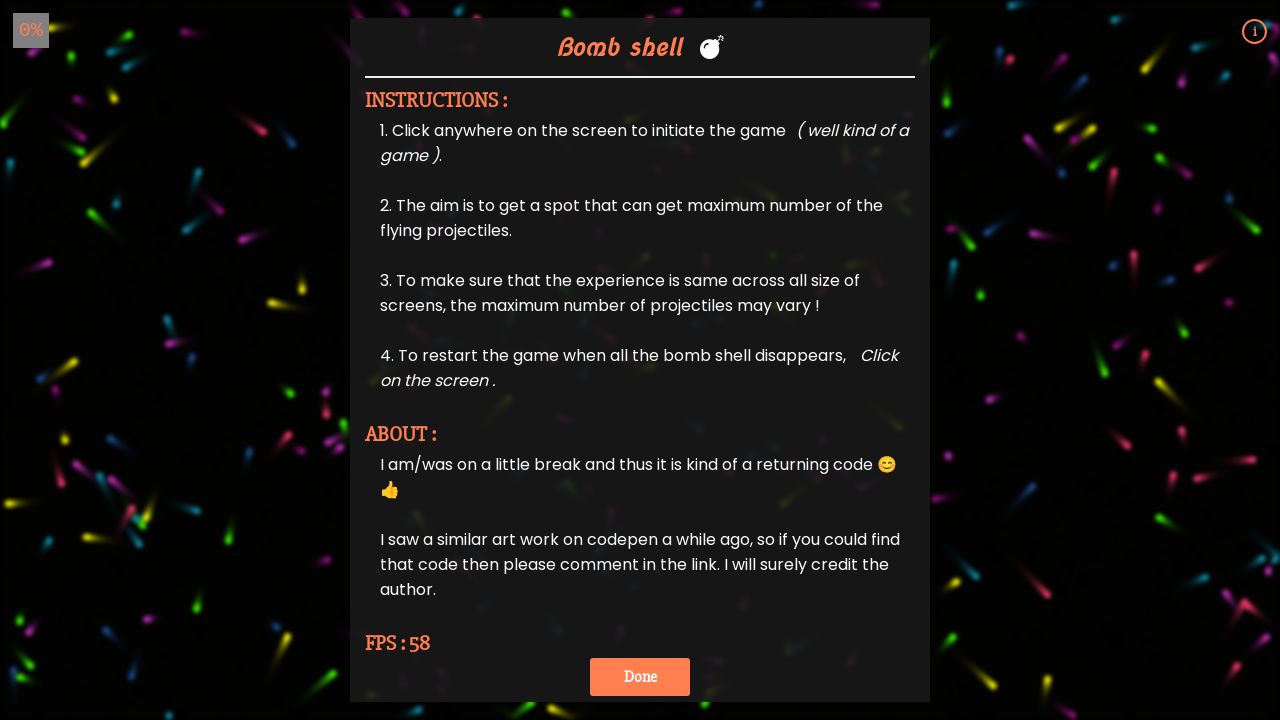 0%
i
Bomb shell 💣
INSTRUCTIONS :
1. Click anywhere on the screen to initiate the game ( well kind of a
game ).
2. The aim is to get a spot that can get maximum number of the
flying projectiles.
3. To make sure that the experience is same across all size of
screens, the maximum number of projectiles may vary !
4. To restart the game when all the bomb shell disappears, Click
on the screen .
ABOUT :
I am/was on a little break and thus it is kind of a returning code 😊
👍
I saw a similar art work on codepen a while ago, so if you could find
that code then please comment in the link. I will surely credit the
author.
FPS : 58
Done